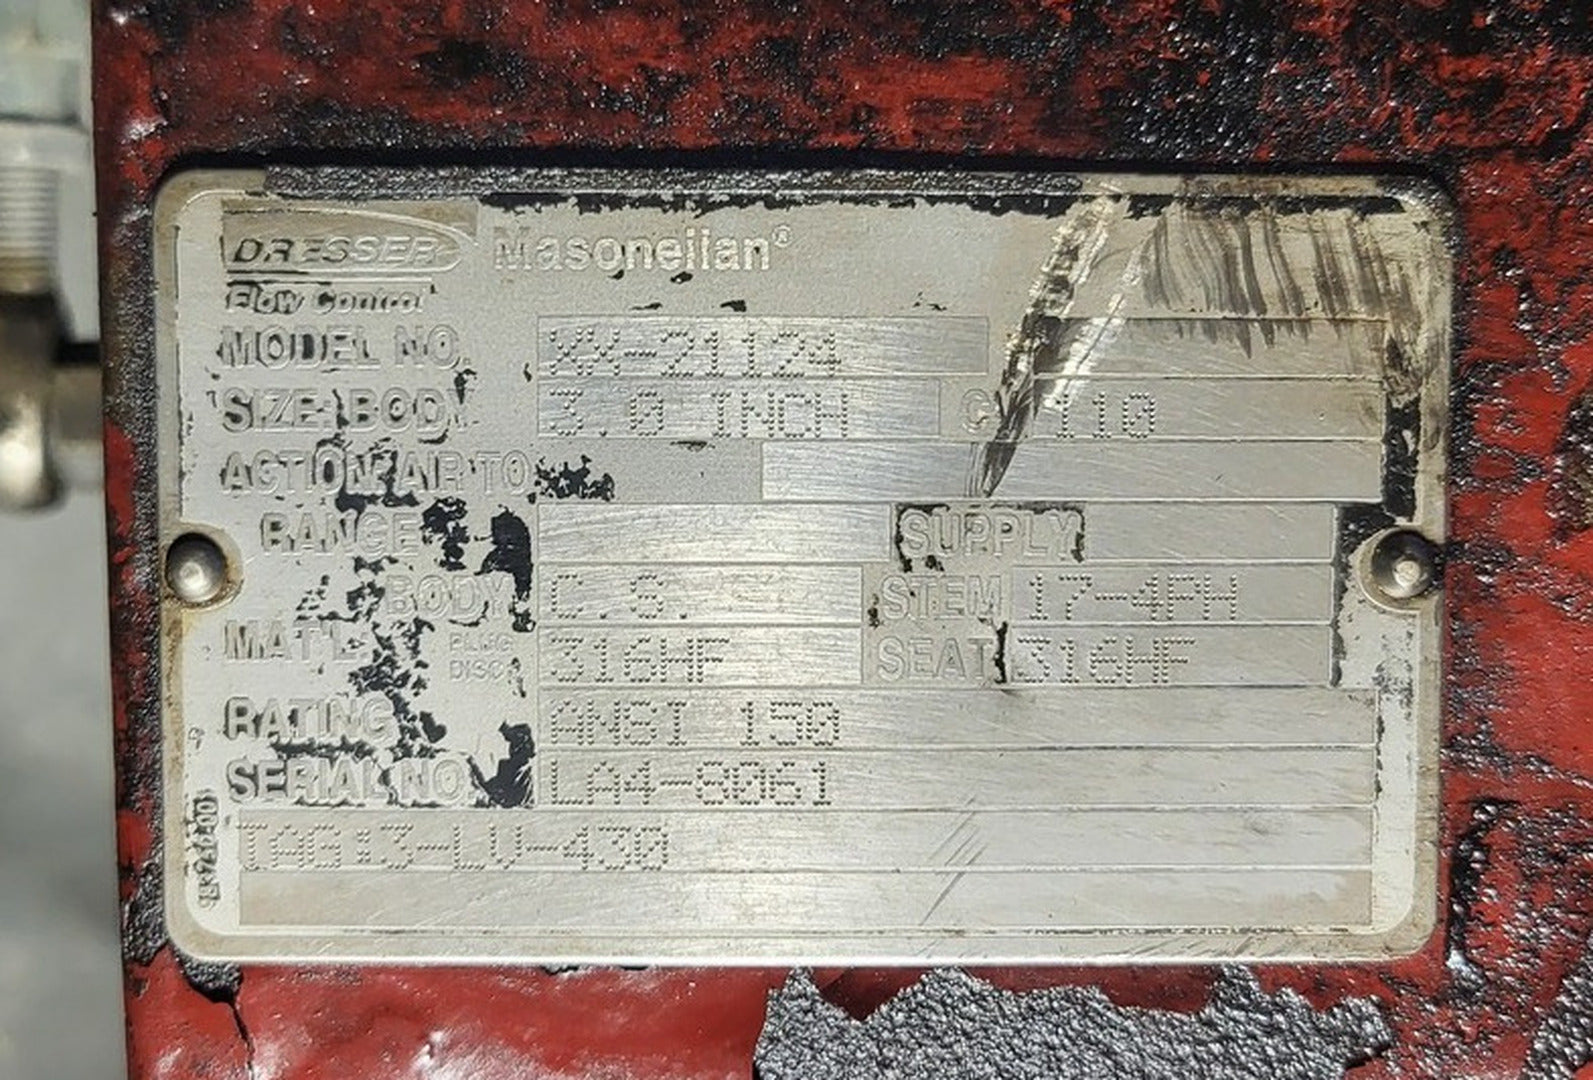 DRESSER Masoneilan®
Flow Control
MODEL NO. XX-21124
SIZE: BODY 3.0 INCH C 110
ACTION: AIR TO
RANGE SUPPLY
BODY C.S. STEM 17-4PH
MAT'L PLUG DISC 316HF SEAT 316HF
RATING ANSI 150
SERIAL NO. LA4-8061
TAG:3-LV-430